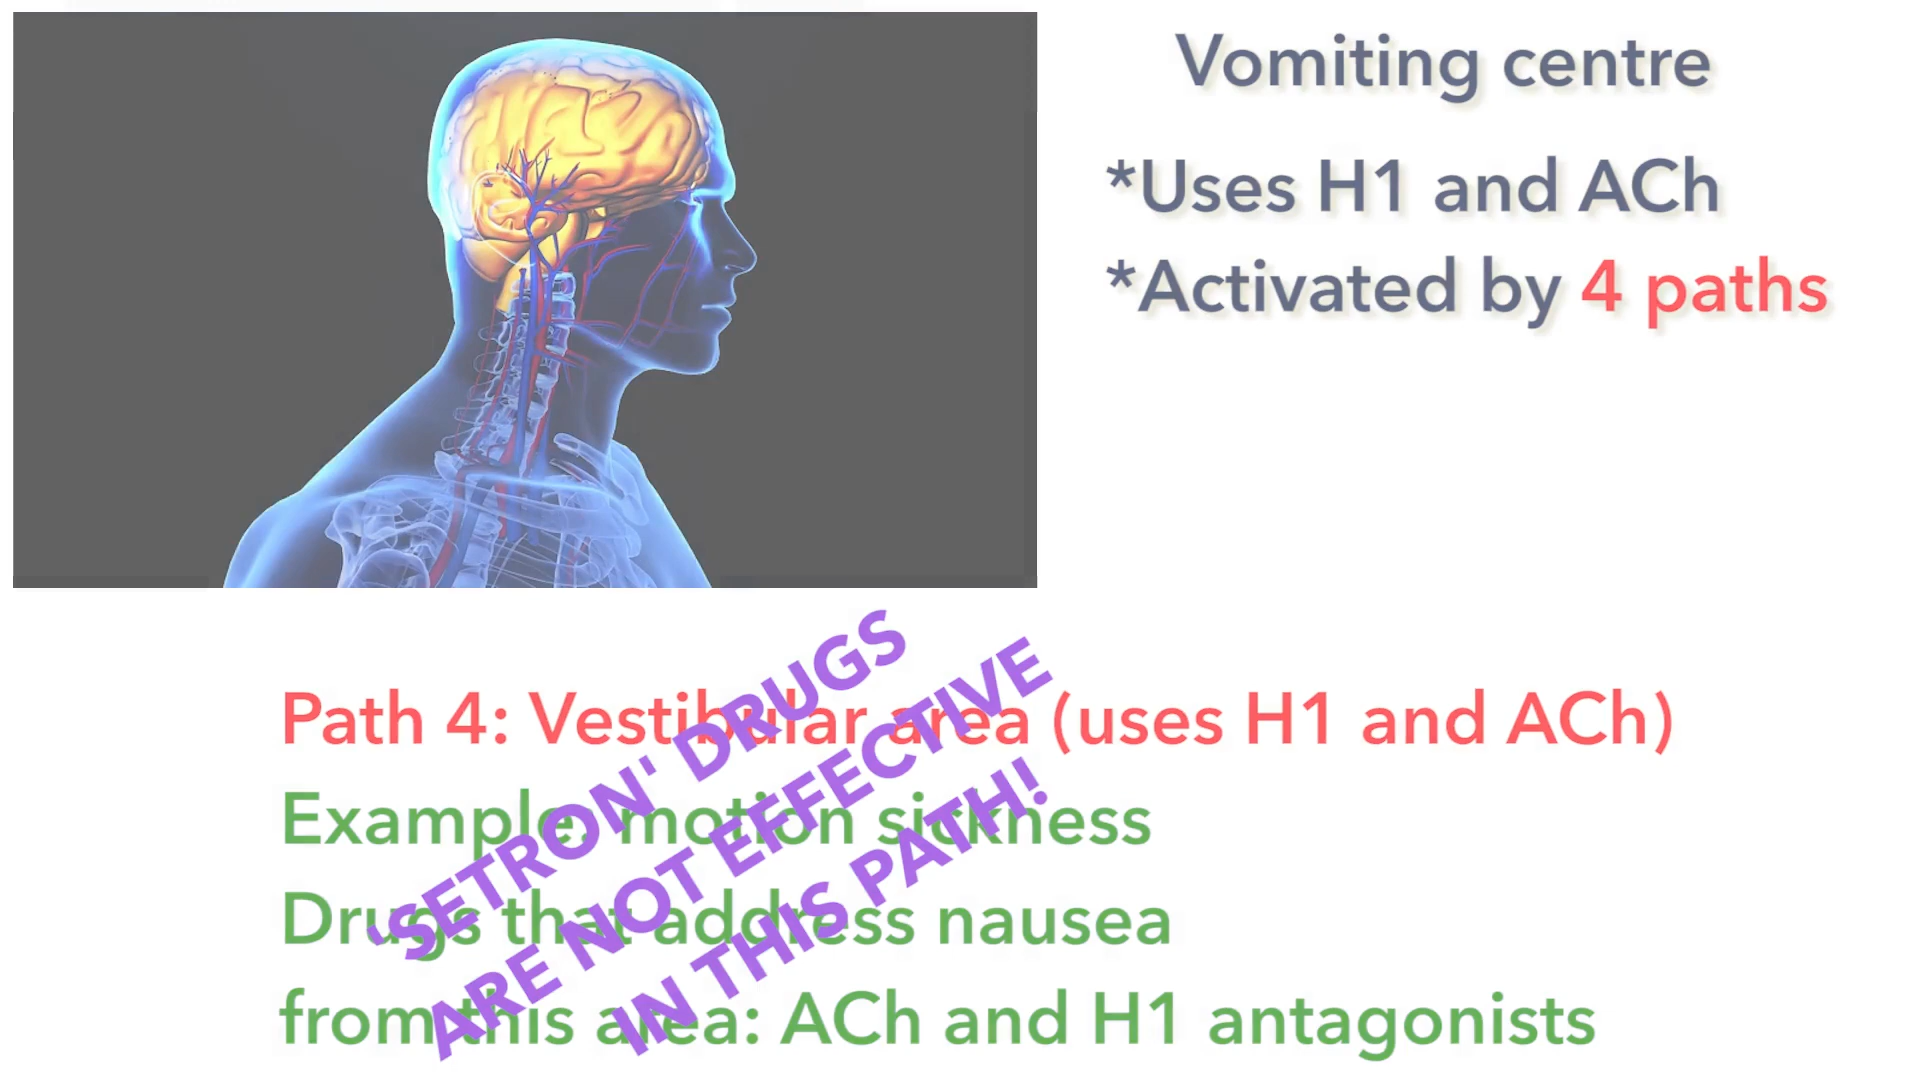 Vomiting centre
*Uses H1 and ACh
*Activated by 4 paths
Path 4: Vestibular area (uses H1 and ACh)
Example: motion sickness
Drugs that address nausea
from this area: ACh and H1 antagonists
'SETRON' DRUGS
ARE NOT EFFECTIVE
IN THIS PATH!